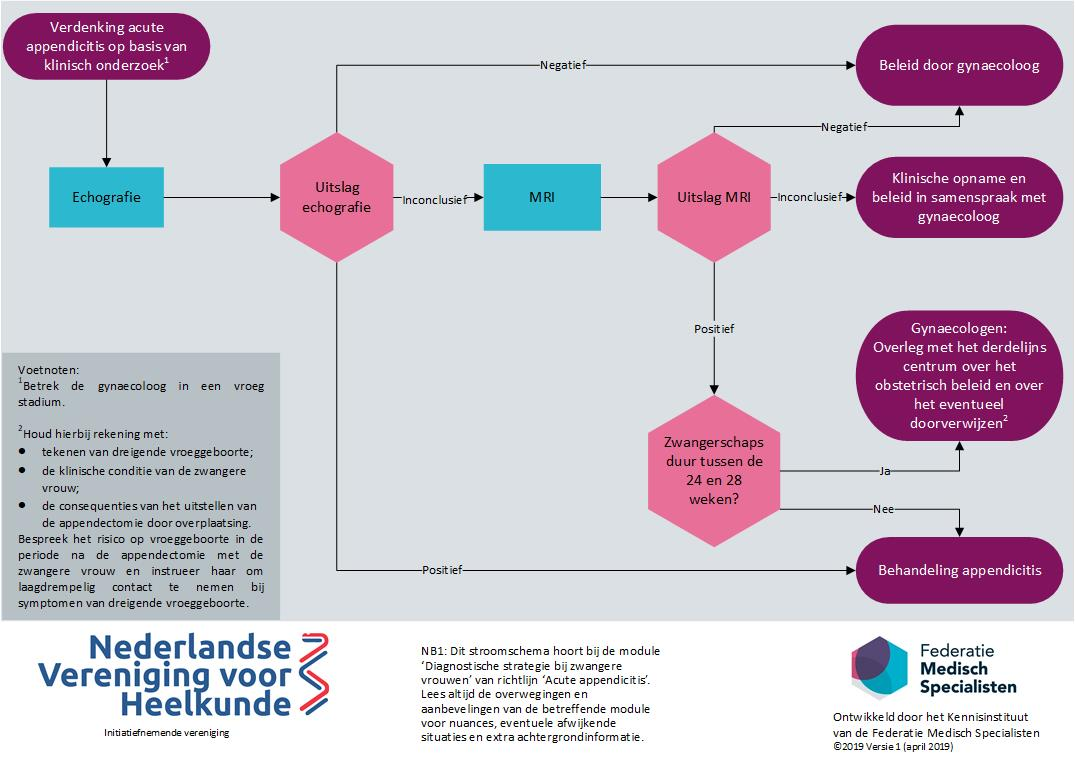 Verdenking acute
appendicitis op basis van
klinisch onderzoek1
Echografie
Uitslag
echografie
Negatief
Inconclusief
Positief
MRI
Uitslag MRI
Negatief
Inconclusief
Positief
Beleid door gynaecoloog
Klinische opname en
beleid in samenspraak met
gynaecoloog
Zwangerschaps
duur tussen de
24 en 28
weken?
Ja
Nee
Gynaecologen:
Overleg met het derdelijns
centrum over het
obstetrisch beleid en over
het eventueel
doorverwijzen2
Behandeling appendicitis
Voetnoten:
1Betrek de gynaecoloog in een vroeg
stadium.
2Houd hierbij rekening met:
● tekenen van dreigende vroeggeboorte;
● de klinische conditie van de zwangere
vrouw;
● de consequenties van het uitstellen van
de appendectomie door overplaatsing.
Bespreek het risico op vroeggeboorte in de
periode na de appendectomie met de
zwangere vrouw en instrueer haar om
laagdrempelig contact te nemen bij
symptomen van dreigende vroeggeboorte.
Nederlandse
Vereniging voor
Heelkunde
Initiatiefnemende vereniging
NB1: Dit stroomschema hoort bij de module
‘Diagnostische strategie bij zwangere
vrouwen’ van richtlijn ‘Acute appendicitis’.
Lees altijd de overwegingen en
aanbevelingen van de betreffende module
voor nuances, eventuele afwijkende
situaties en extra achtergrondinformatie.
Federatie
Medisch
Specialisten
Ontwikkeld door het Kennisinstituut
van de Federatie Medisch Specialisten
©2019 Versie 1 (april 2019)